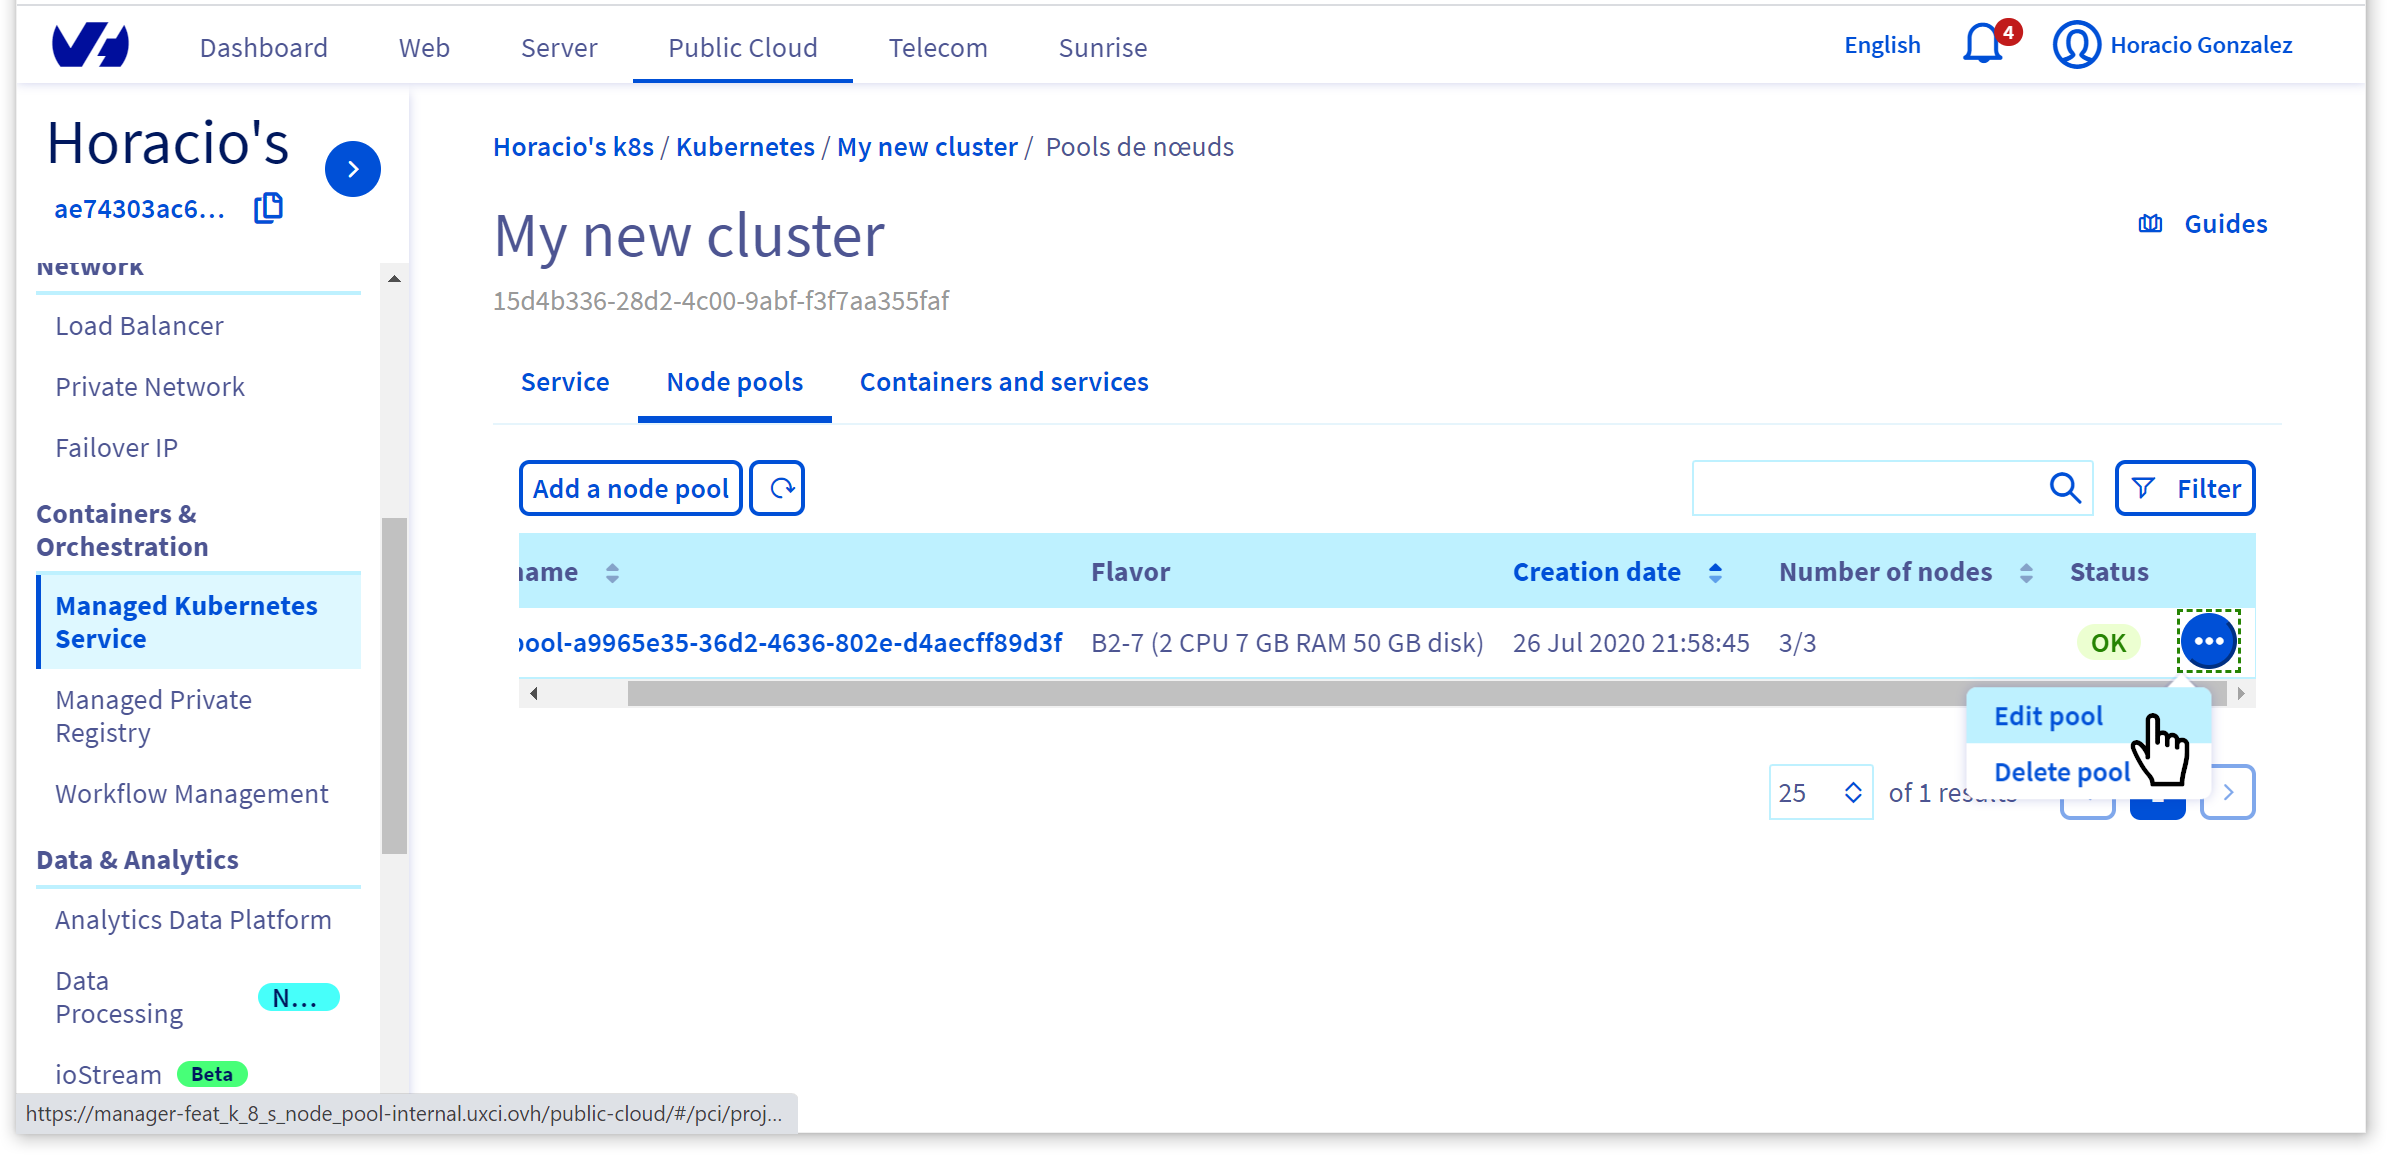 Dashboard Web Server Public Cloud Telecom Sunrise English 4 Horacio Gonzalez
Horacio's
ae74303ac6...
Network
Load Balancer
Private Network
Failover IP
Containers &
Orchestration
Managed Kubernetes
Service
Managed Private
Registry
Workflow Management
Data & Analytics
Analytics Data Platform
Data
Processing N...
ioStream Beta
https://manager-feat_k_8_s_node_pool-internal.uxci.ovh/public-cloud/#/pci/proj...
Horacio's k8s / Kubernetes / My new cluster / Pools de nœuds
My new cluster
Guides
15d4b336-28d2-4c00-9abf-f3f7aa355faf
Service Node pools Containers and services
Add a node pool Filter
name Flavor Creation date Number of nodes Status
pool-a9965e35-36d2-4636-802e-d4aecff89d3f B2-7 (2 CPU 7 GB RAM 50 GB disk) 26 Jul 2020 21:58:45 3/3 OK
Edit pool
Delete pool
25 of 1 results